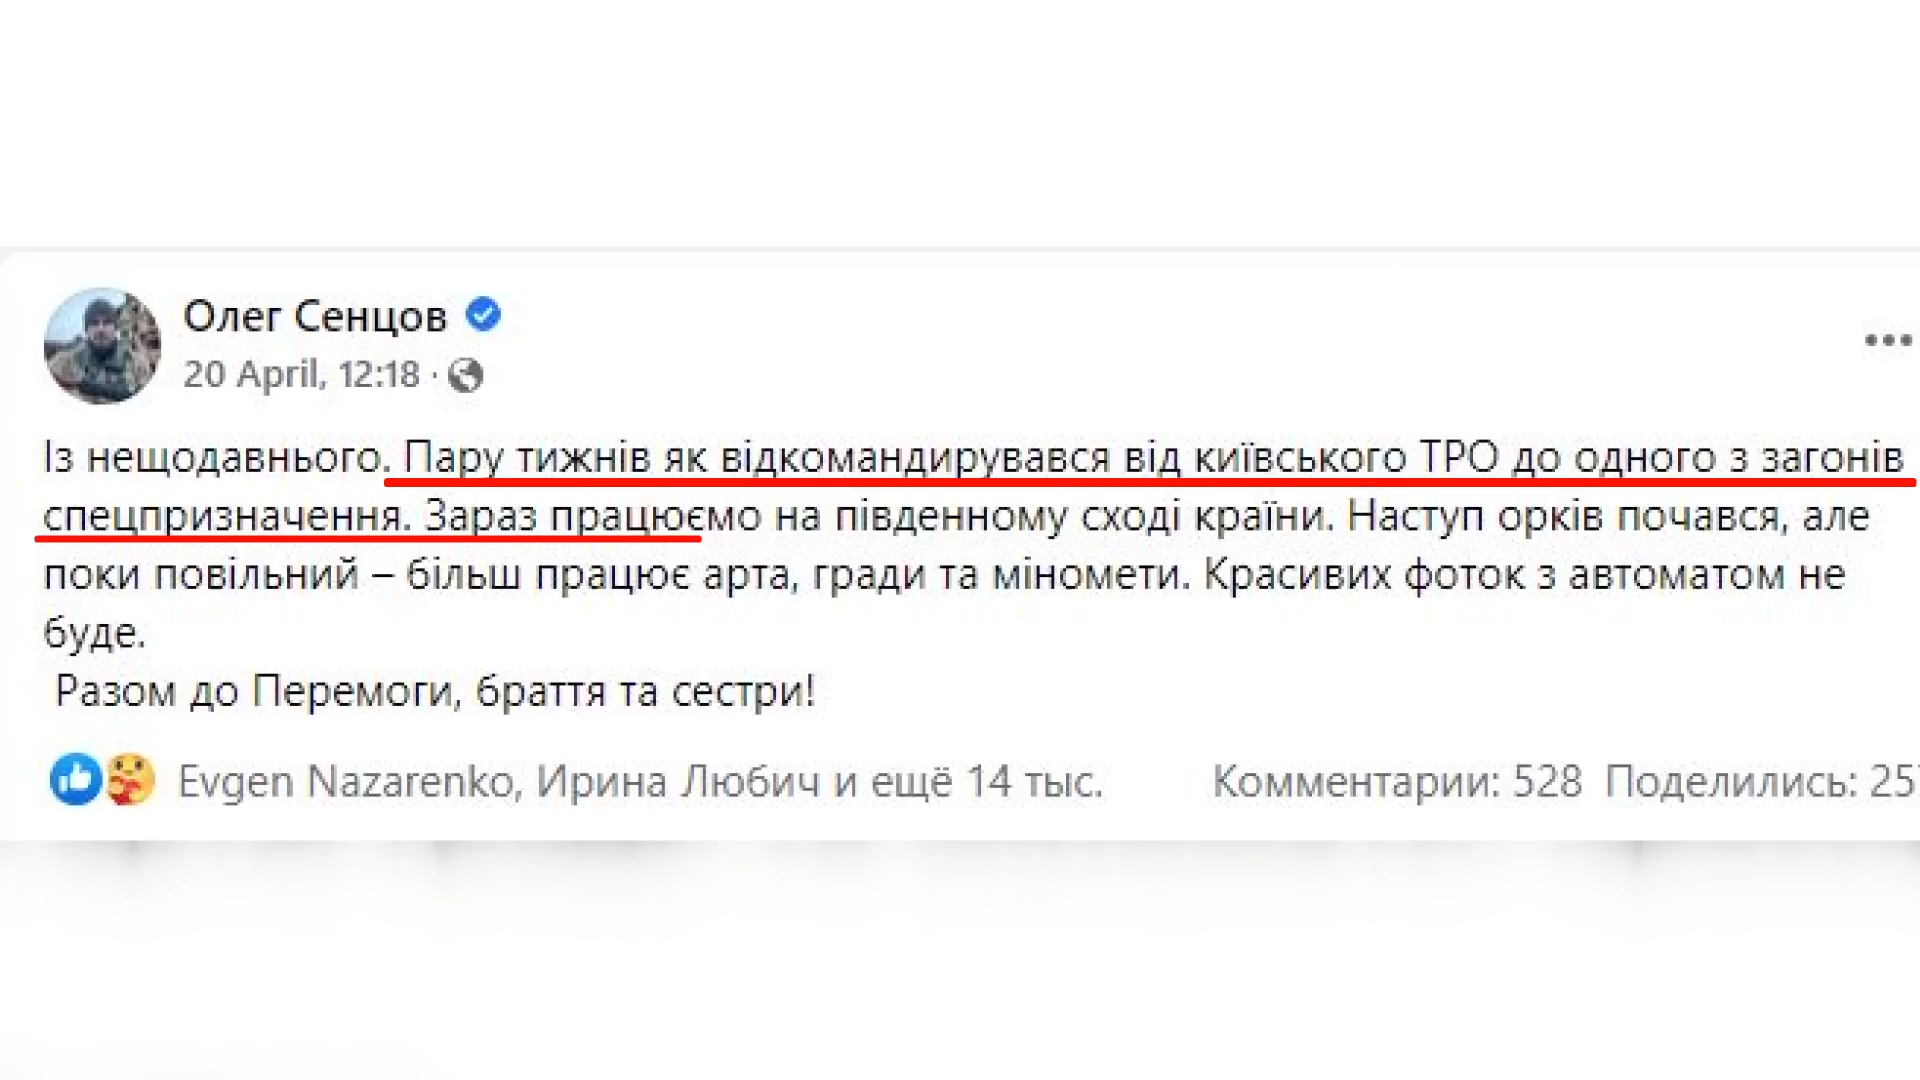 Олег Сенцов
20 April, 12:18 ·
Із нещодавнього. Пару тижнів як відкомандирувався від київського ТРО до одного з загонів
спецпризначення. Зараз працюємо на південному сході країни. Наступ орків почався, але
поки повільний – більш працює арта, гради та міномети. Красивих фоток з автоматом не
буде.
Разом до Перемоги, браття та сестри!
Evgen Nazarenko, Ирина Любич и ещё 14 тыс. Комментарии: 528 Поделились: 25